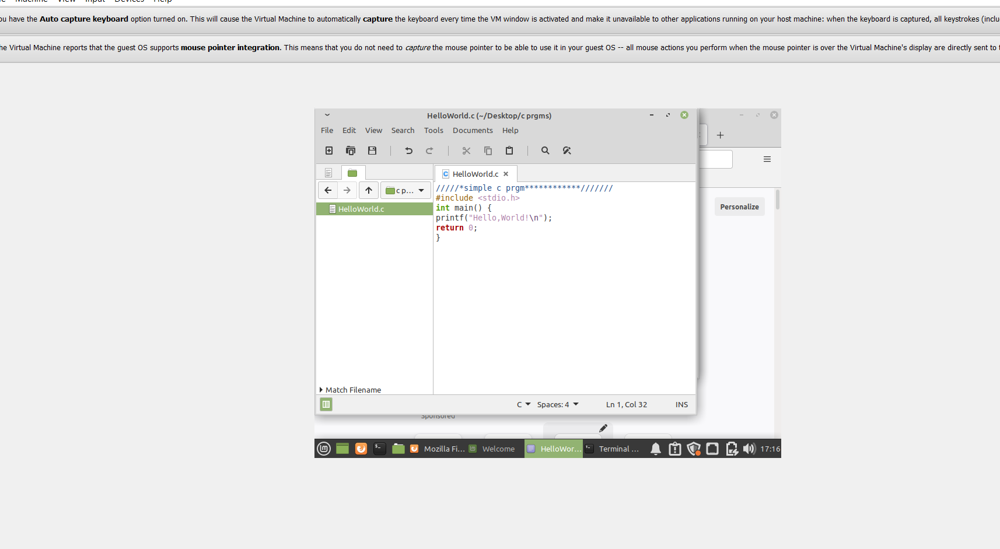 Machine View Input Devices Help
ou have the Auto capture keyboard option turned on. This will cause the Virtual Machine to automatically capture the keyboard every time the VM window is activated and make it unavailable to other applications running on your host machine: when the keyboard is captured, all keystrokes (inclu
he Virtual Machine reports that the guest OS supports mouse pointer integration. This means that you do not need to capture the mouse pointer to be able to use it in your guest OS -- all mouse actions you perform when the mouse pointer is over the Virtual Machine's display are directly sent to
HelloWorld.c (~/Desktop/c prgms)
File Edit View Search Tools Documents Help
HelloWorld.c
c p...
HelloWorld.c
/////*simple c prgm************///////
#include <stdio.h>
int main() {
printf("Hello,World!\n");
return 0;
}
Personalize
Match Filename
C Spaces: 4 Ln 1, Col 32 INS
Sponsored
Mozilla Fi... Welcome HelloWor... Terminal ... 17:16